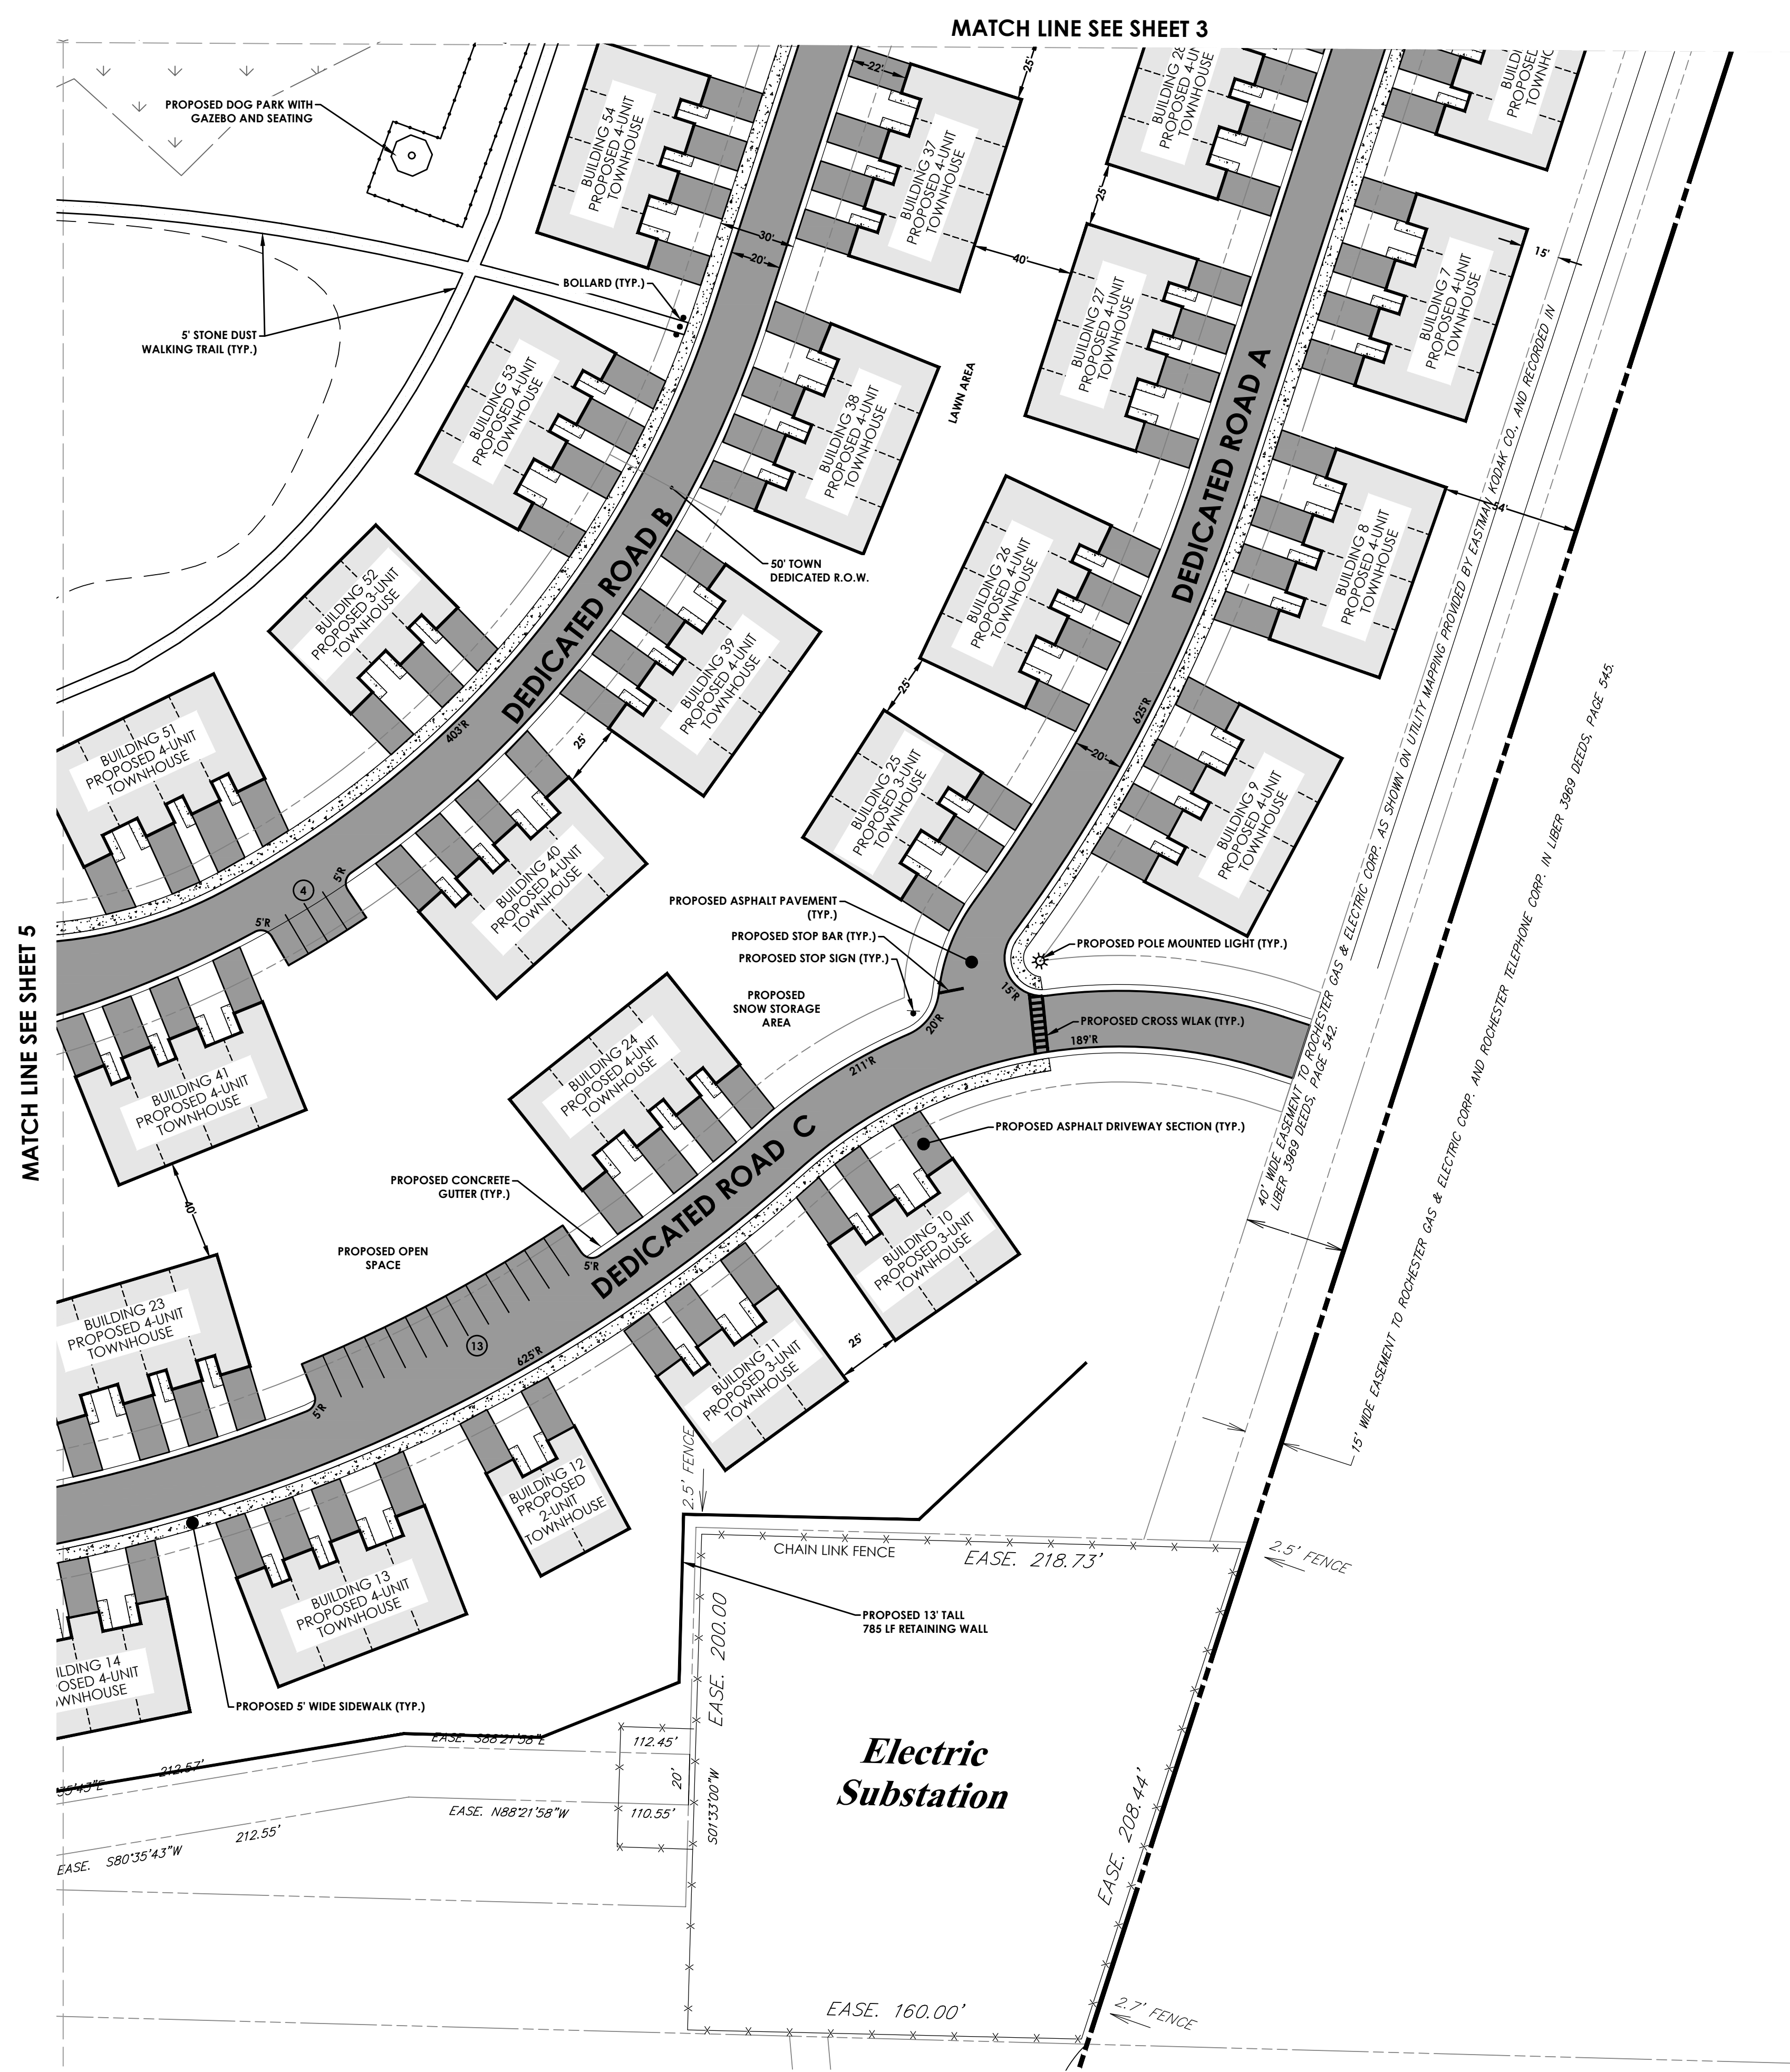 MATCH LINE SEE SHEET 3
PROPOSED DOG PARK WITH
GAZEBO AND SEATING
BUILDING 54
PROPOSED 4-UNIT
TOWNHOUSE
22'
25'
BUILDING 37
PROPOSED 4-UNIT
TOWNHOUSE
BUILDING 28
PROPOSED 4-UNIT
TOWNHOUSE
25'
30'
20'
40'
BOLLARD (TYP.)
5' STONE DUST
WALKING TRAIL (TYP.)
BUILDING 27
PROPOSED 4-UNIT
TOWNHOUSE
BUILDING 7
PROPOSED 4-UNIT
TOWNHOUSE
15'
BUILDING 53
PROPOSED 4-UNIT
TOWNHOUSE
BUILDING 38
PROPOSED 4-UNIT
TOWNHOUSE
LAWN AREA
DEDICATED ROAD A
DEDICATED ROAD B
50' TOWN
DEDICATED R.O.W.
BUILDING 26
PROPOSED 4-UNIT
TOWNHOUSE
BUILDING 8
PROPOSED 4-UNIT
TOWNHOUSE
BUILDING 52
PROPOSED 3-UNIT
TOWNHOUSE
BUILDING 39
PROPOSED 4-UNIT
TOWNHOUSE
25'
403'R
25'
625'R
20'
BUILDING 51
PROPOSED 4-UNIT
TOWNHOUSE
BUILDING 25
PROPOSED 3-UNIT
TOWNHOUSE
BUILDING 9
PROPOSED 4-UNIT
TOWNHOUSE
4
5'R
5'R
BUILDING 40
PROPOSED 4-UNIT
TOWNHOUSE
PROPOSED ASPHALT PAVEMENT
(TYP.)
PROPOSED STOP BAR (TYP.)
PROPOSED STOP SIGN (TYP.)
PROPOSED POLE MOUNTED LIGHT (TYP.)
PROPOSED
SNOW STORAGE
AREA
15'R
20'R
PROPOSED CROSS WLAK (TYP.)
189'R
211'R
MATCH LINE SEE SHEET 5
BUILDING 41
PROPOSED 4-UNIT
TOWNHOUSE
BUILDING 24
PROPOSED 4-UNIT
TOWNHOUSE
PROPOSED ASPHALT DRIVEWAY SECTION (TYP.)
DEDICATED ROAD C
PROPOSED CONCRETE
GUTTER (TYP.)
40'
PROPOSED OPEN
SPACE
5'R
BUILDING 10
PROPOSED 3-UNIT
TOWNHOUSE
40' WIDE EASEMENT TO ROCHESTER GAS & ELECTRIC CORP. AS SHOWN ON UTILITY MAPPING PROVIDED BY EASTMAN KODAK CO., AND RECORDED IN
LIBER 3969 DEEDS, PAGE 542.
15' WIDE EASEMENT TO ROCHESTER GAS & ELECTRIC CORP. AND ROCHESTER TELEPHONE CORP. IN LIBER 3969 DEEDS, PAGE 545.
BUILDING 23
PROPOSED 4-UNIT
TOWNHOUSE
13
625'R
5'R
25'
BUILDING 11
PROPOSED 3-UNIT
TOWNHOUSE
BUILDING 12
PROPOSED
2-UNIT
TOWNHOUSE
2.5' FENCE
CHAIN LINK FENCE
EASE. 218.73'
2.5' FENCE
BUILDING 13
PROPOSED 4-UNIT
TOWNHOUSE
EASE. 200.00
PROPOSED 13' TALL
785 LF RETAINING WALL
ILDING 14
OSED 4-UNIT
WNHOUSE
PROPOSED 5' WIDE SIDEWALK (TYP.)
EASE. S88°21'58"E
112.45'
212.57'
35'43"E
20'
Electric
Substation
EASE. N88°21'58"W
110.55'
S01°33'00"W
212.55'
EASE. S80°35'43"W
EASE. 208.44'
EASE. 160.00'
2.7' FENCE